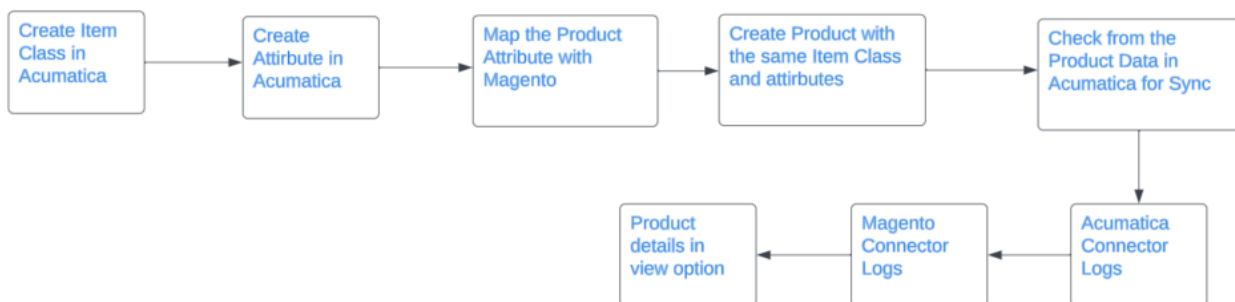 Create Item
Class in
Acumatica
Create
Attirbute in
Acumatica
Map the Product
Attribute with
Magento
Create Product with
the same Item Class
and attirbutes
Check from the
Product Data in
Acumatica for Sync
Acumatica
Connector
Logs
Magento
Connector
Logs
Product
details in
view option